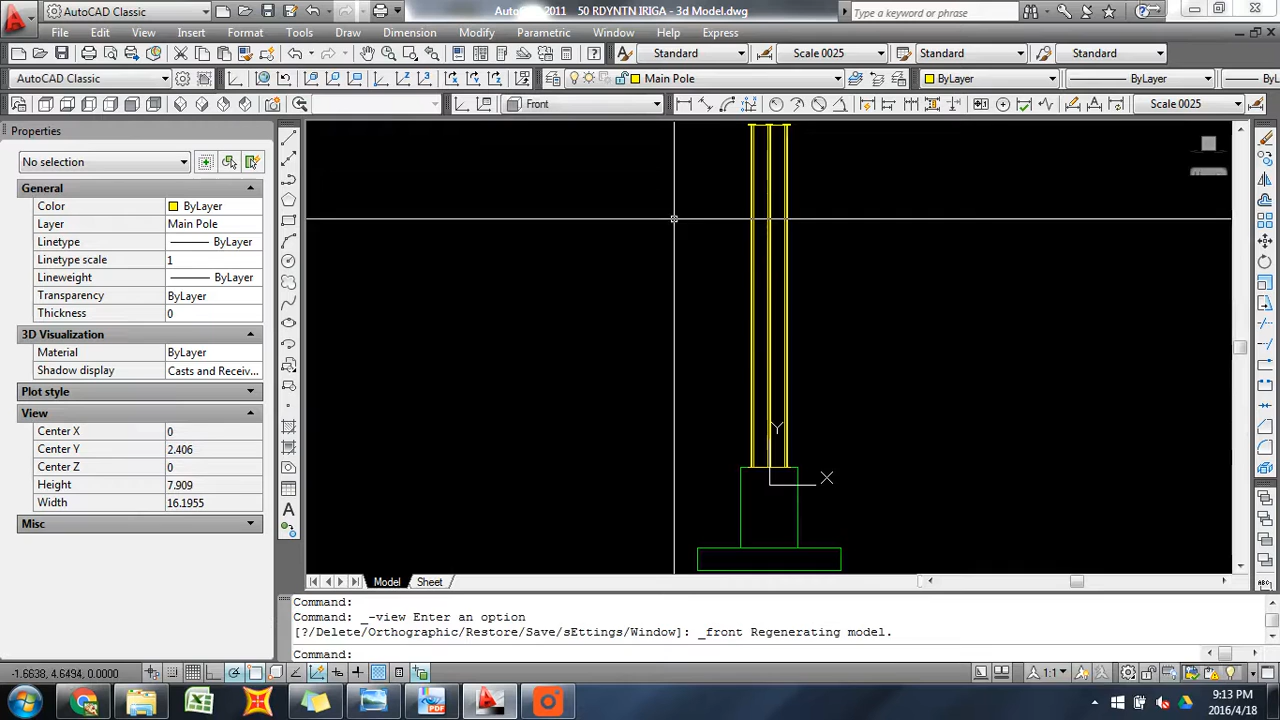 AutoCAD Classic
AutoCAD 2011 50 RDYNTN IRIGA - 3d Model.dwg
Type a keyword or phrase
File Edit View Insert Format Tools Draw Dimension Modify Parametric Window Help Express
Standard Scale 0025 Standard Standard
AutoCAD Classic Main Pole ByLayer ByLayer ByL
Front Scale 0025
Properties
No selection
General
Color ByLayer
Layer Main Pole
Linetype ByLayer
Linetype scale 1
Lineweight ByLayer
Transparency ByLayer
Thickness 0
3D Visualization
Material ByLayer
Shadow display Casts and Receiv...
Plot style
View
Center X 0
Center Y 2.406
Center Z 0
Height 7.909
Width 16.1955
Misc
Y
X
Model Sheet
Command:
Command: _-view Enter an option
[?/Delete/Orthographic/Restore/Save/sEttings/Window]: _front Regenerating model.
Command:
-1.6638, 4.6494, 0.0000 1:1
9:13 PM
2016/4/18